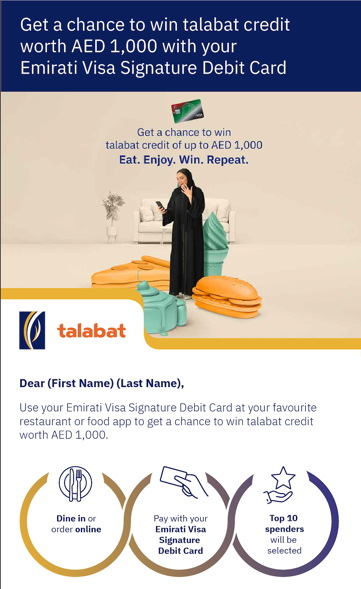 Get a chance to win talabat credit
worth AED 1,000 with your
Emirati Visa Signature Debit Card
Get a chance to win
talabat credit of up to AED 1,000
Eat. Enjoy. Win. Repeat.
talabat
Dear (First Name) (Last Name),
Use your Emirati Visa Signature Debit Card at your favourite
restaurant or food app to get a chance to win talabat credit
worth AED 1,000.
Dine in or
order online
Pay with your
Emirati Visa
Signature
Debit Card
Top 10
spenders
will be
selected